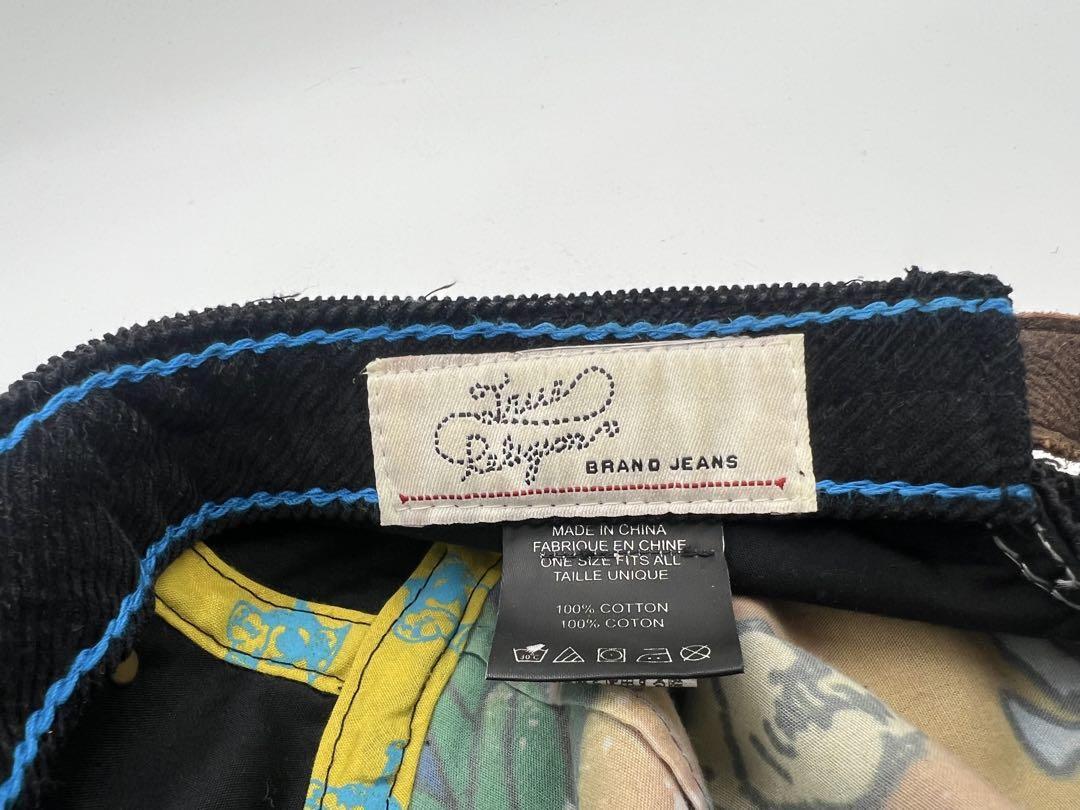 True
Religion
BRAND JEANS
MADE IN CHINA
FABRIQUE EN CHINE
ONE SIZE FITS ALL
TAILLE UNIQUE
100% COTTON
100% COTON
30°C